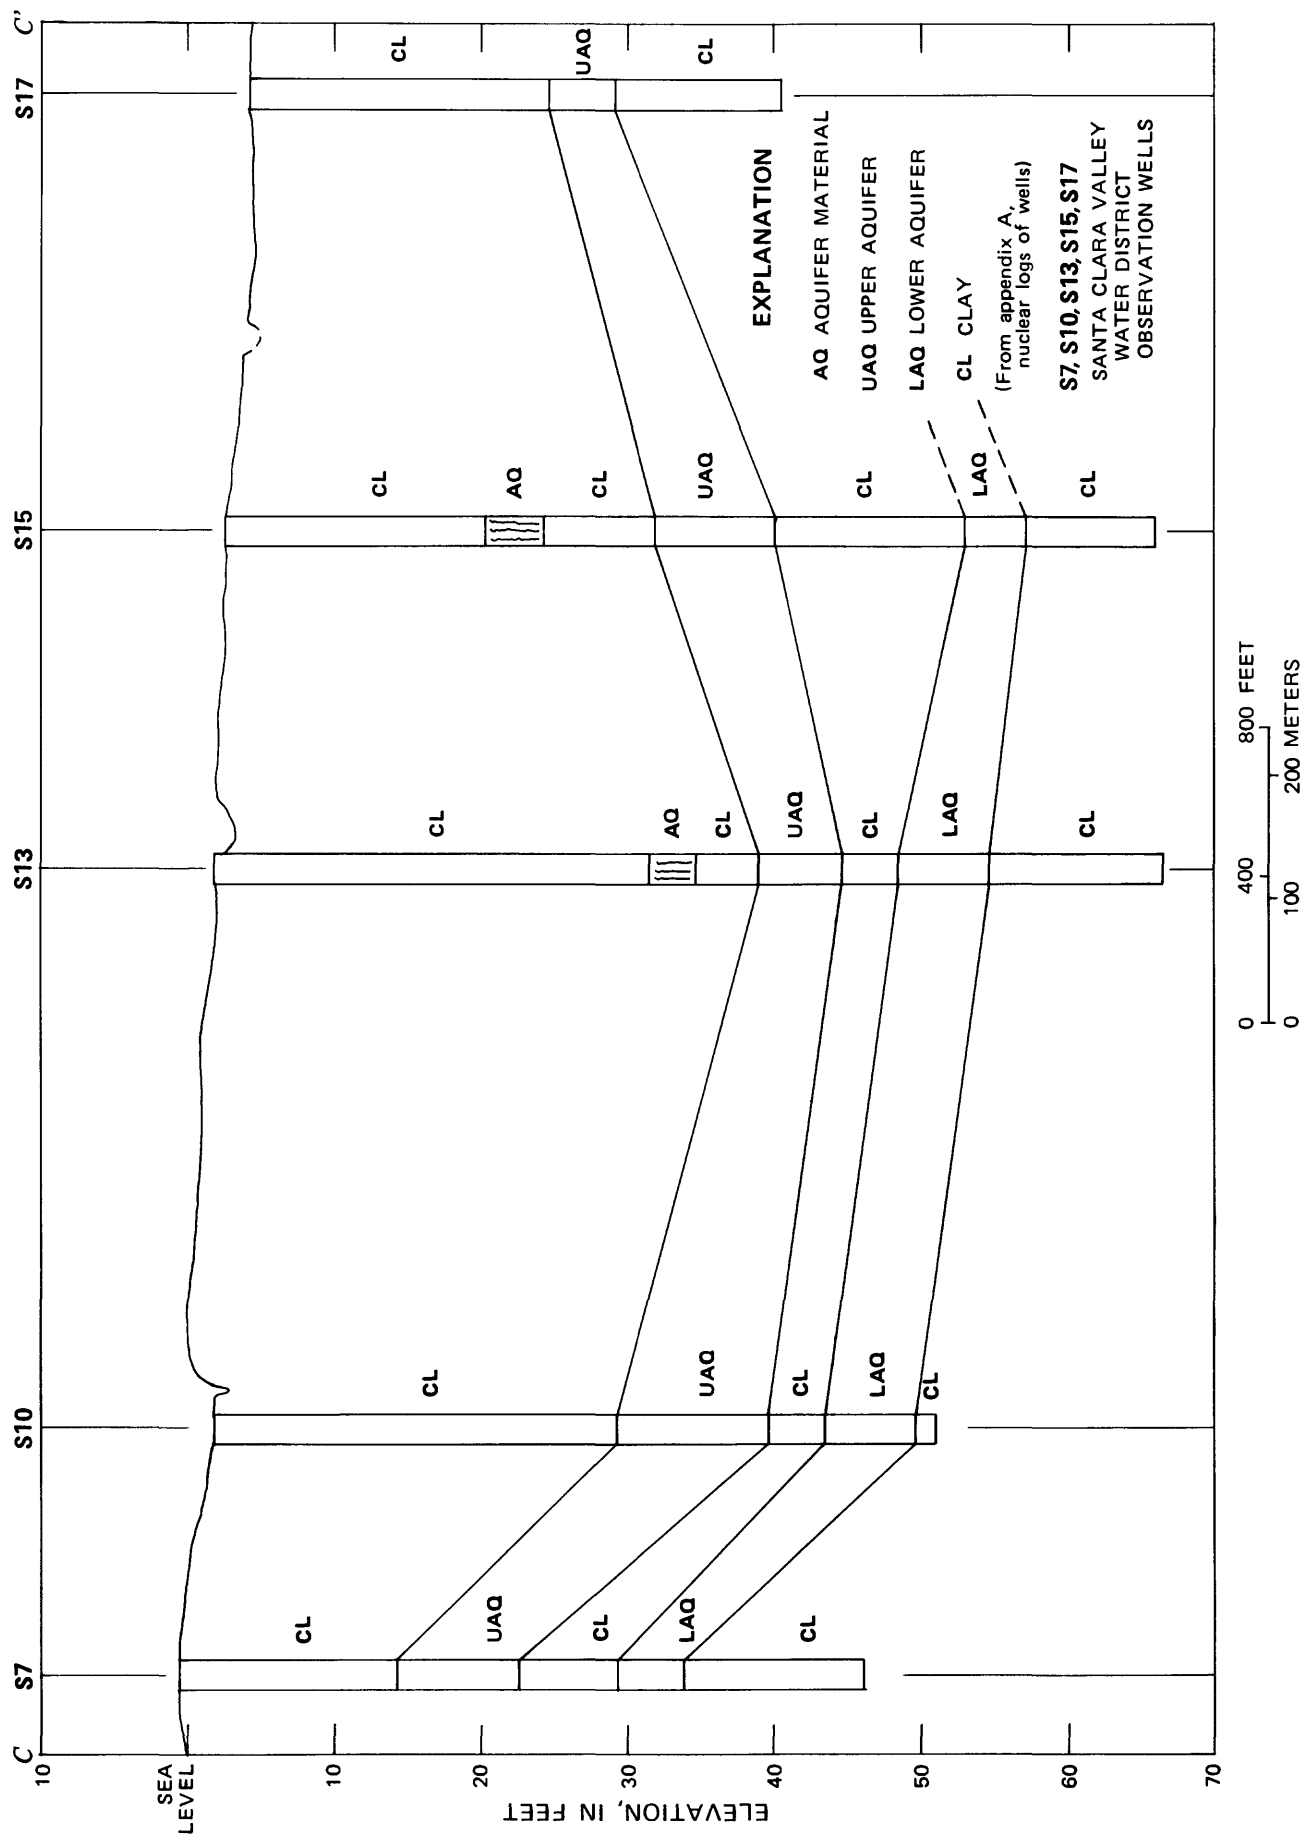 C S7 S10 S13 S15 S17 C'
10
SEA
LEVEL
10
20
30
40
50
60
70
ELEVATION, IN FEET
CL
UAQ
CL
LAQ
CL
CL
UAQ
CL
LAQ
CL
CL
AQ
CL
UAQ
CL
LAQ
CL
CL
AQ
CL
UAQ
CL
LAQ
CL
CL
UAQ
CL
EXPLANATION
AQ AQUIFER MATERIAL
UAQ UPPER AQUIFER
LAQ LOWER AQUIFER
CL CLAY
(From appendix A,
nuclear logs of wells)
S7, S10, S13, S15, S17
SANTA CLARA VALLEY
WATER DISTRICT
OBSERVATION WELLS
0 400 800 FEET
0 100 200 METERS